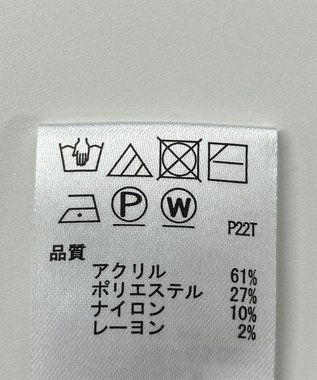 P W
P22T
品質
アクリル 61%
ポリエステル 27%
ナイロン 10%
レーヨン 2%